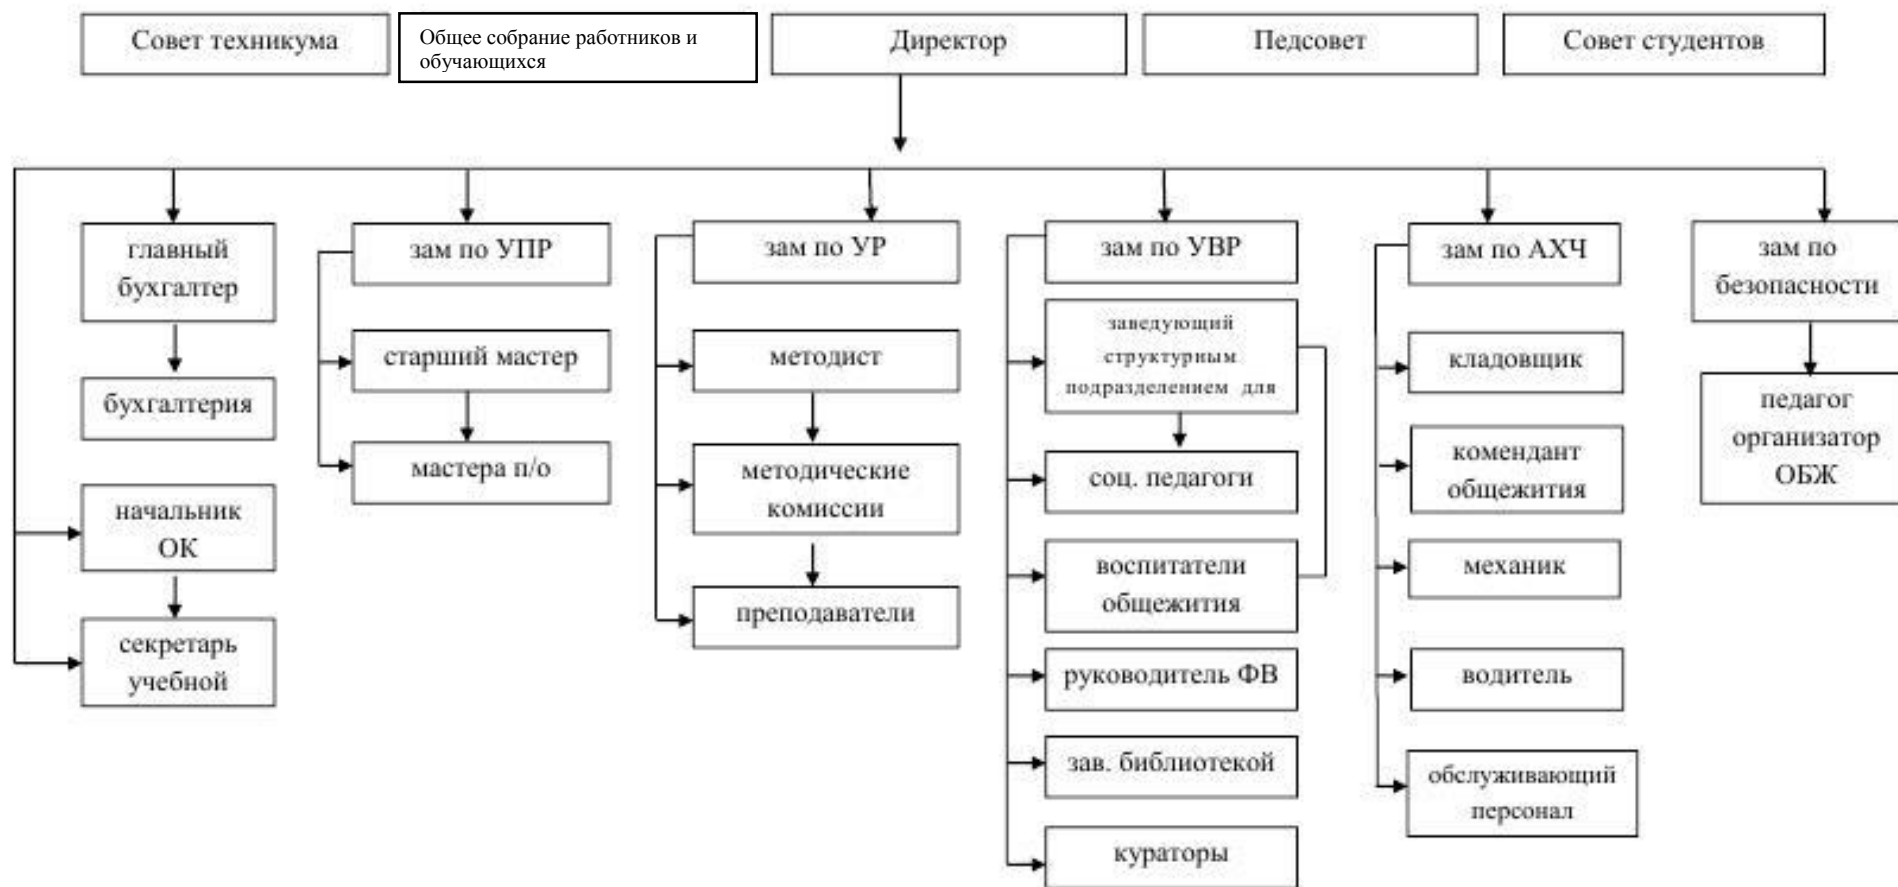 Совет техникума
Общее собрание работников и
обучающихся
Директор
Педсовет
Совет студентов
главный
бухгалтер
бухгалтерия
начальник
ОК
секретарь
учебной
зам по УПР
старший мастер
мастера п/о
зам по УР
методист
методические
комиссии
преподаватели
зам по УВР
заведующий
структурным
подразделением для
соц. педагоги
воспитатели
общежития
руководитель ФВ
зав. библиотекой
кураторы
зам по АХЧ
кладовщик
комендант
общежития
механик
водитель
обслуживающий
персонал
зам по
безопасности
педагог
организатор
ОБЖ